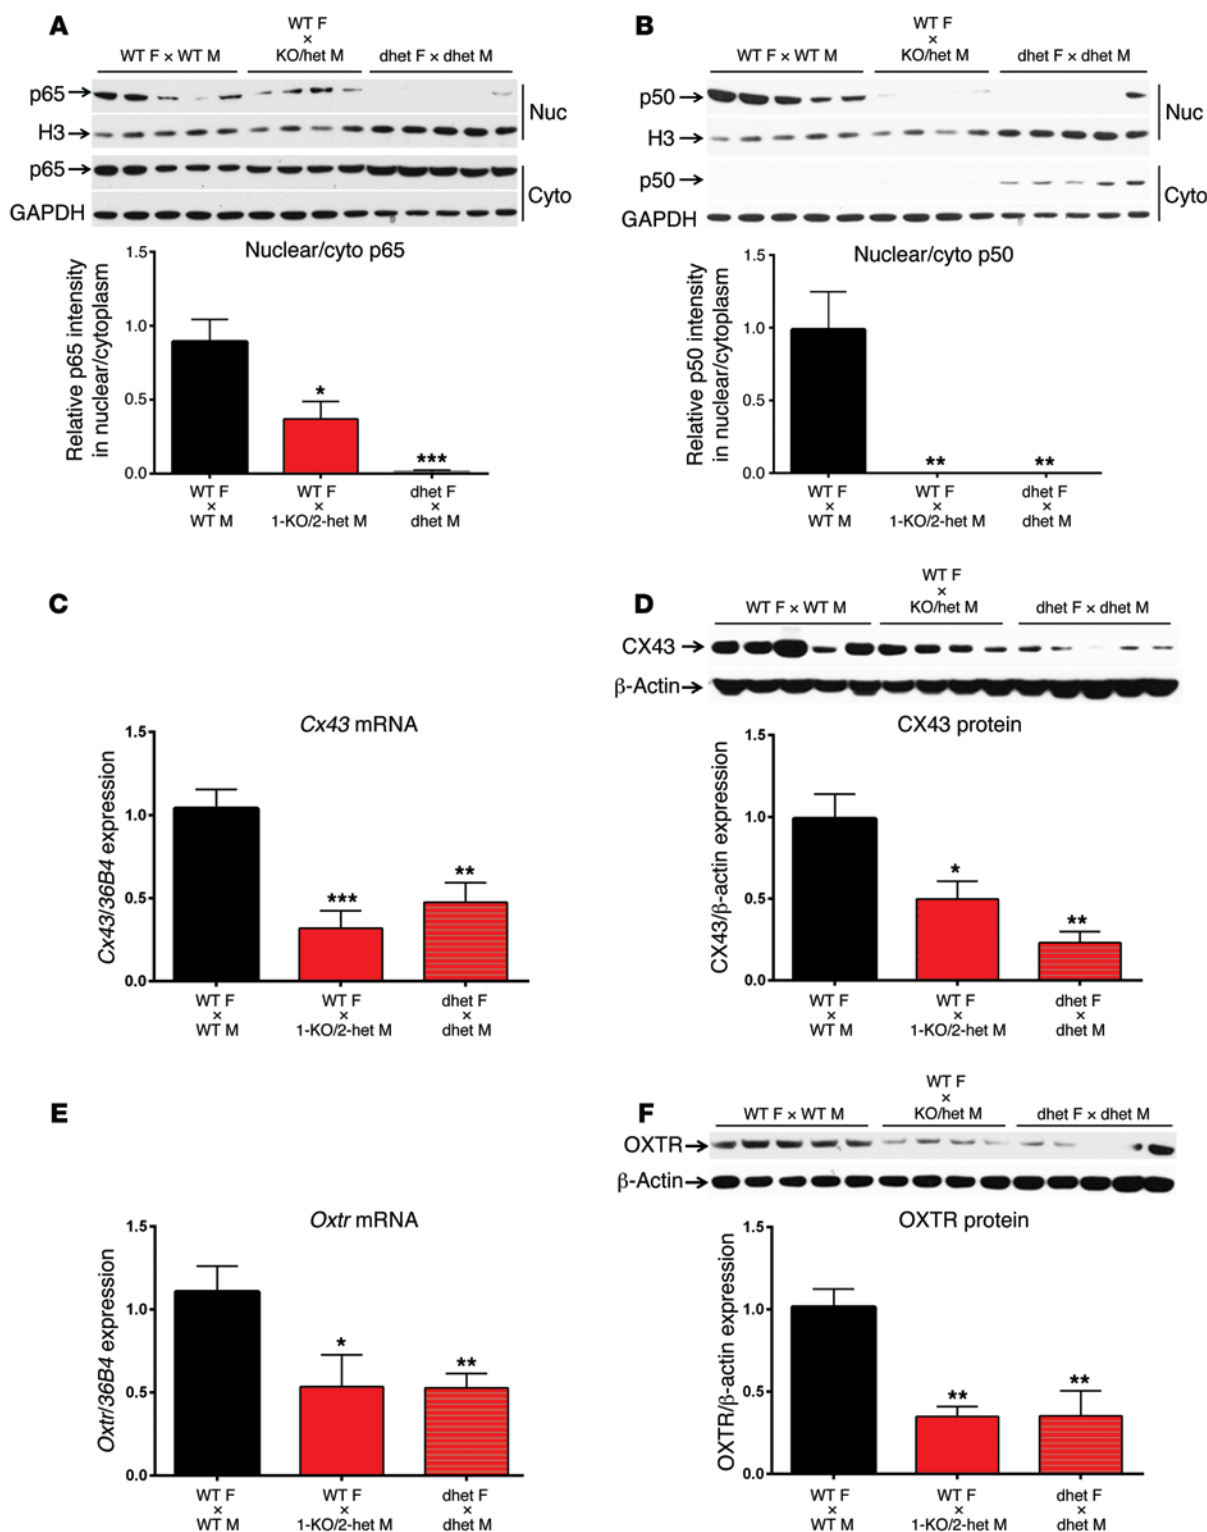 A
WT F × WT M
WT F
×
KO/het M
dhet F × dhet M
p65
H3
Nuc
p65
GAPDH
Cyto
Nuclear/cyto p65
Relative p65 intensity
in nuclear/cytoplasm
1.5
1.0
0.5
0.0
*
***
WT F
×
WT M
WT F
×
1-KO/2-het M
dhet F
×
dhet M
B
WT F × WT M
WT F
×
KO/het M
dhet F × dhet M
p50
H3
Nuc
p50
GAPDH
Cyto
Nuclear/cyto p50
Relative p50 intensity
in nuclear/cytoplasm
1.5
1.0
0.5
0.0
**
**
WT F
×
WT M
WT F
×
1-KO/2-het M
dhet F
×
dhet M
C
Cx43 mRNA
Cx43/36B4 expression
1.5
1.0
0.5
0.0
***
**
WT F
×
WT M
WT F
×
1-KO/2-het M
dhet F
×
dhet M
D
WT F × WT M
WT F
×
KO/het M
dhet F × dhet M
CX43
β-Actin
CX43 protein
CX43/β-actin expression
1.5
1.0
0.5
0.0
*
**
WT F
×
WT M
WT F
×
1-KO/2-het M
dhet F
×
dhet M
E
Oxtr mRNA
Oxtr/36B4 expression
1.5
1.0
0.5
0.0
*
**
WT F
×
WT M
WT F
×
1-KO/2-het M
dhet F
×
dhet M
F
WT F × WT M
WT F
×
KO/het M
dhet F × dhet M
OXTR
β-Actin
OXTR protein
OXTR/β-actin expression
1.5
1.0
0.5
0.0
**
**
WT F
×
WT M
WT F
×
1-KO/2-het M
dhet F
×
dhet M